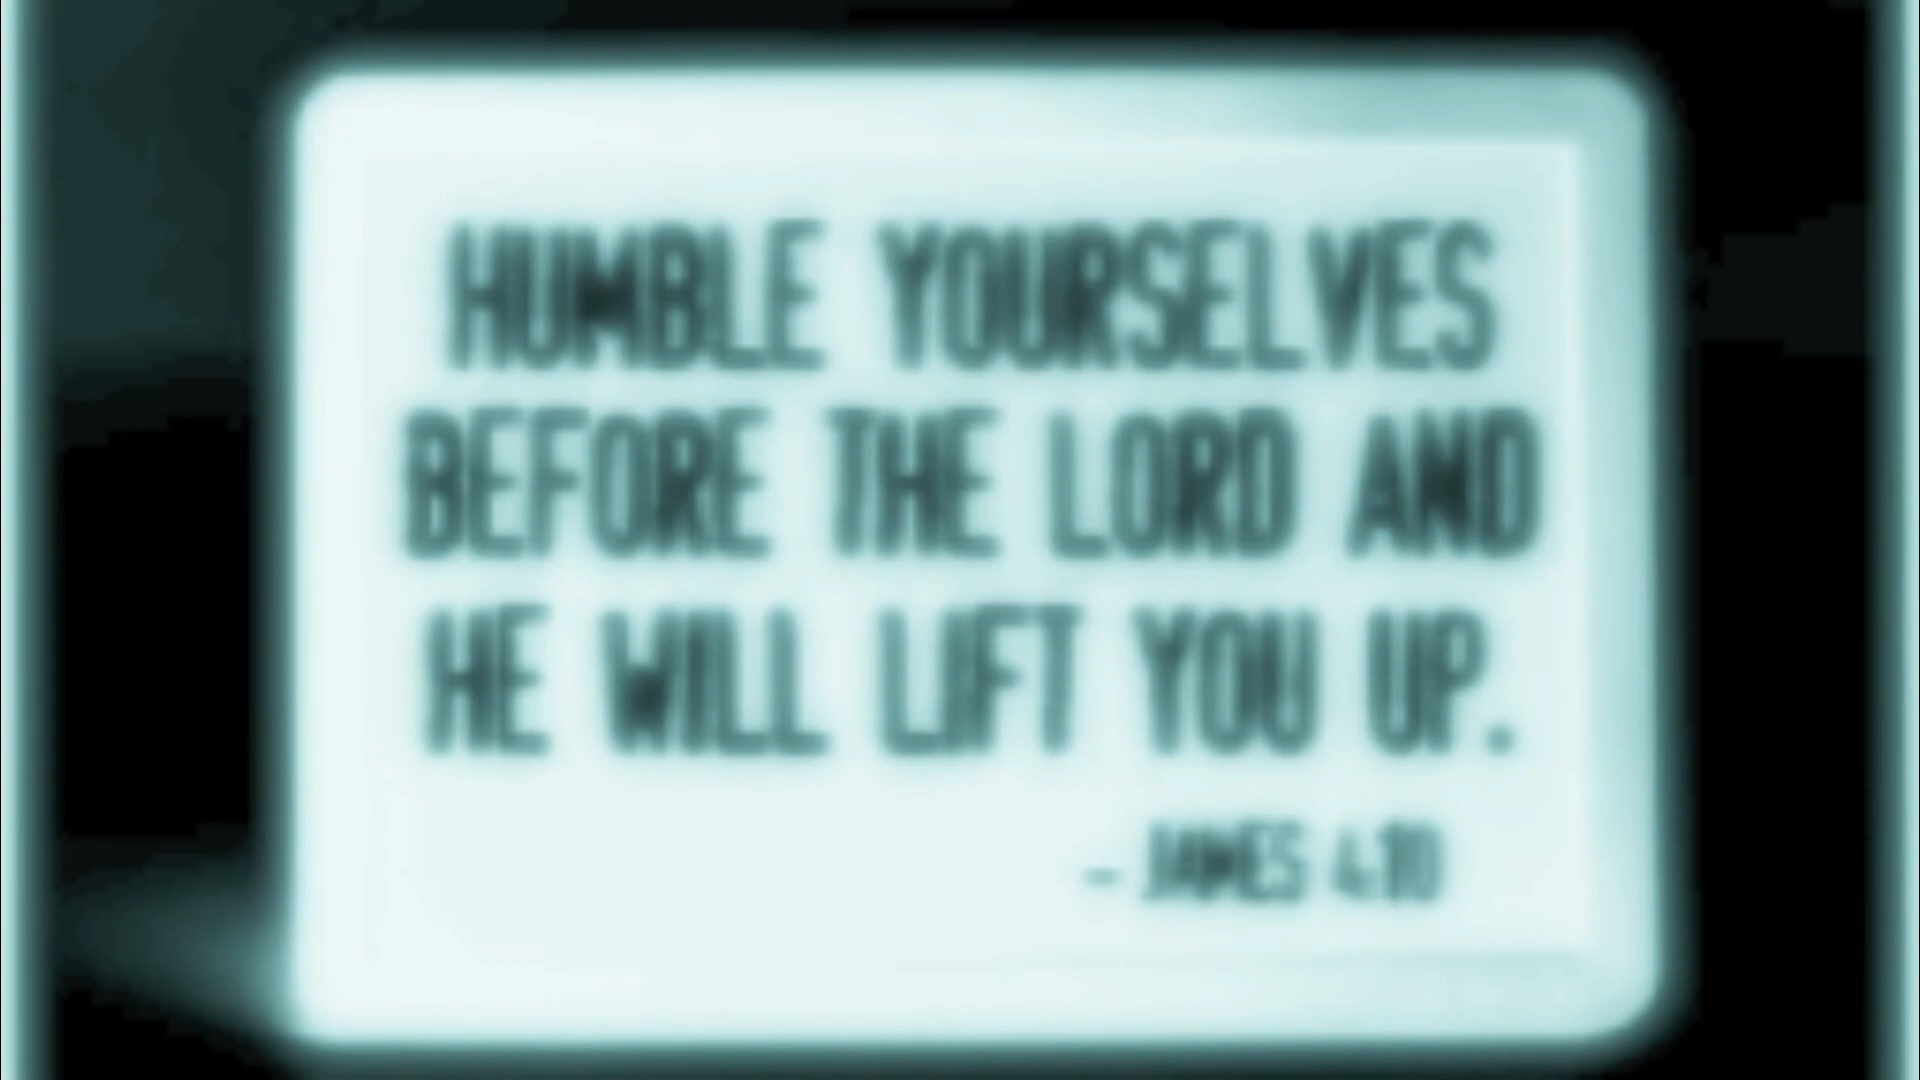 HUMBLE YOURSELVES
BEFORE THE LORD AND
HE WILL LIFT YOU UP.
- JAMES 4:10